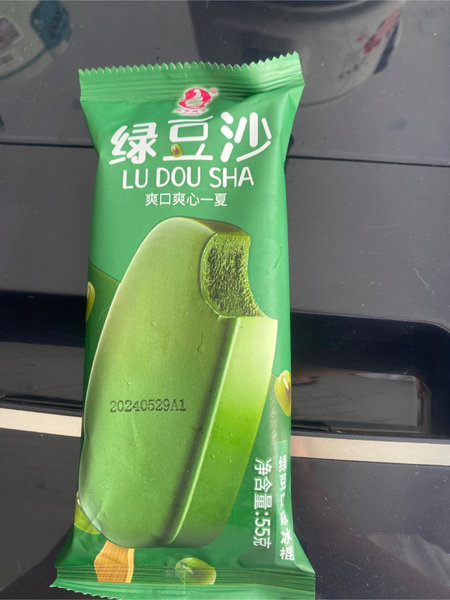 绿豆沙
LU DOU SHA
爽口爽心一夏
20240529A1
净含量:55克